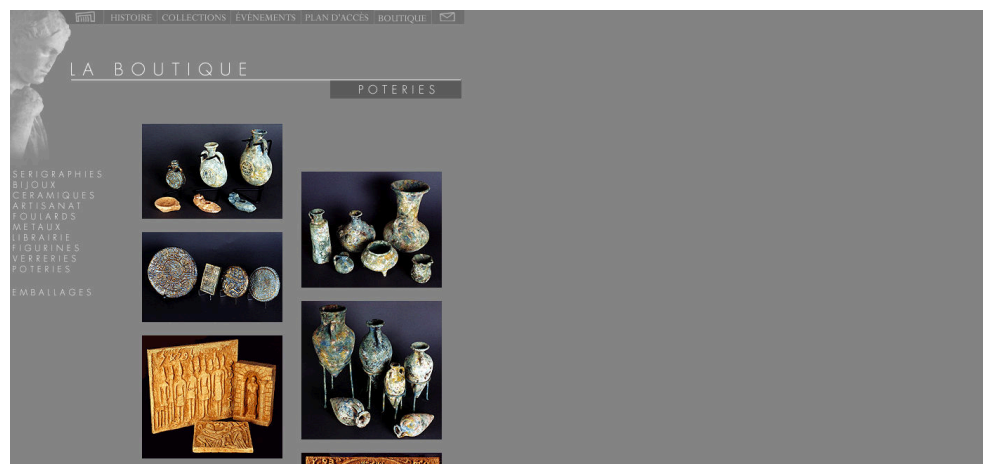 HISTOIRE COLLECTIONS ÉVÉNEMENTS PLAN D'ACCÈS BOUTIQUE
LA BOUTIQUE
POTERIES
SERIGRAPHIES
BIJOUX
CERAMIQUES
ARTISANAT
FOULARDS
METAUX
LIBRAIRIE
FIGURINES
VERRERIES
POTERIES
EMBALLAGES